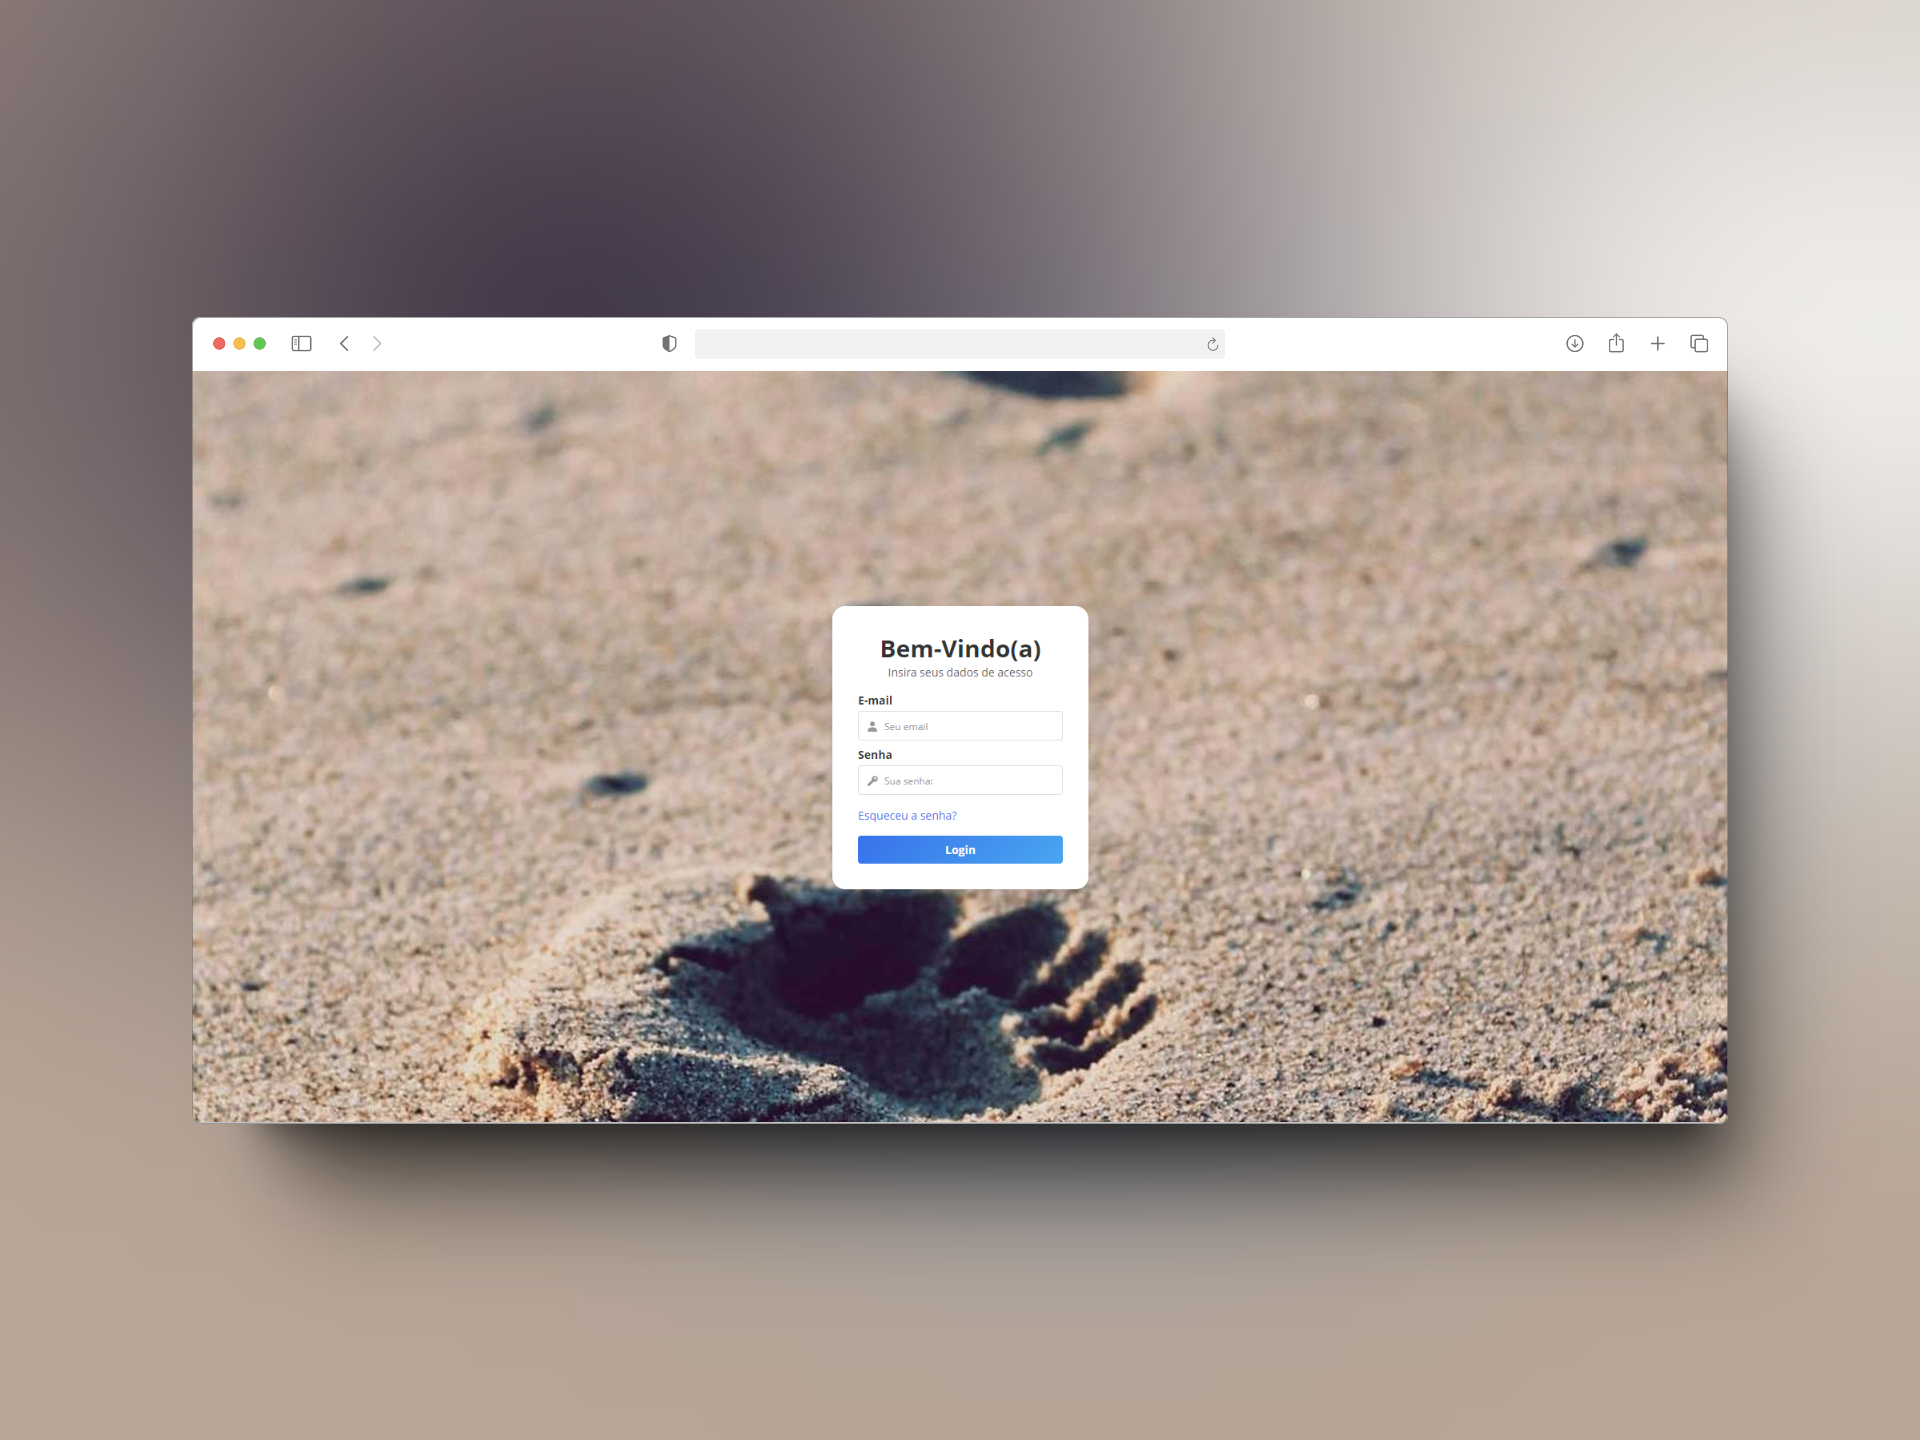 Bem-Vindo(a)
Insira seus dados de acesso
E-mail
Seu email
Senha
Sua senha:
Esqueceu a senha?
Login